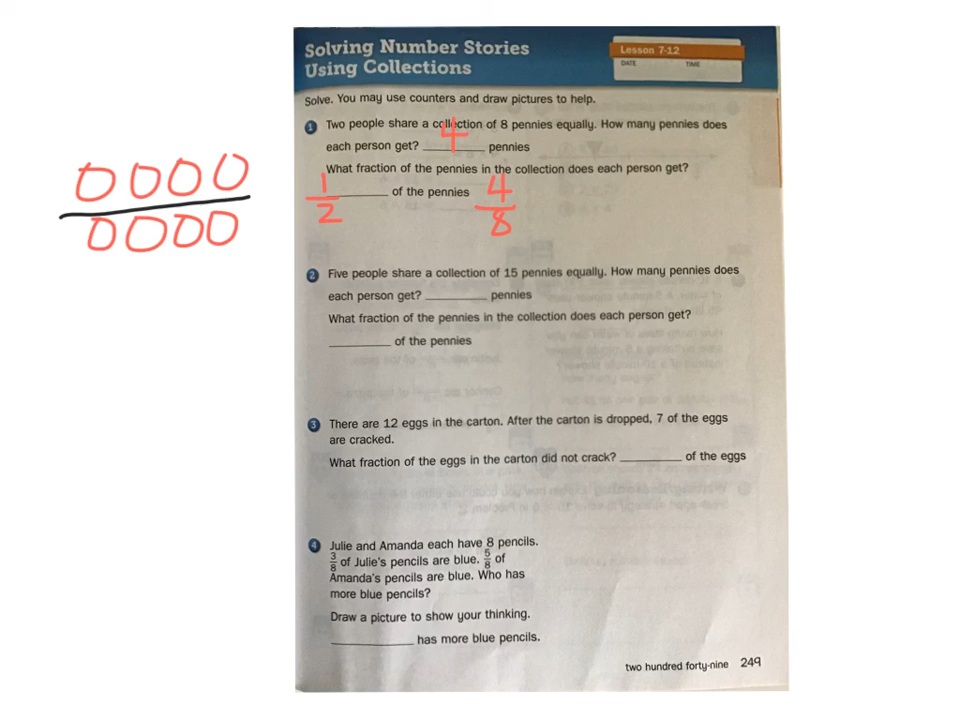 Solving Number Stories
Using Collections
Lesson 7-12
DATE TIME
Solve. You may use counters and draw pictures to help.
1 Two people share a collection of 8 pennies equally. How many pennies does
each person get? 4 pennies
What fraction of the pennies in the collection does each person get?
1/2 of the pennies 4/8
0000
0000
2 Five people share a collection of 15 pennies equally. How many pennies does
each person get? ________ pennies
What fraction of the pennies in the collection does each person get?
________ of the pennies
3 There are 12 eggs in the carton. After the carton is dropped, 7 of the eggs
are cracked.
What fraction of the eggs in the carton did not crack? ________ of the eggs
4 Julie and Amanda each have 8 pencils.
3/8 of Julie's pencils are blue. 5/8 of
Amanda's pencils are blue. Who has
more blue pencils?
Draw a picture to show your thinking.
________ has more blue pencils.
two hundred forty-nine 249